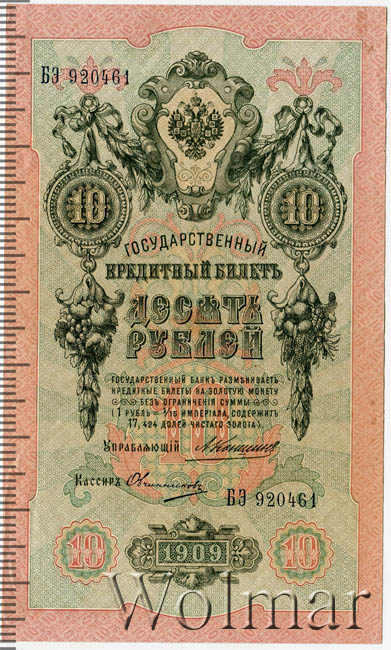 БЭ 920461
10 10
ГОСУДАРСТВЕННЫЙ
КРЕДИТНЫЙ БИЛЕТЪ
ДЕСЯТЬ
РУБЛЕЙ
ГОСУДАРСТВЕННЫЙ БАНКЪ РАЗМѢНИВАЕТЪ
КРЕДИТНЫЕ БИЛЕТЫ НА ЗОЛОТУЮ МОНЕТУ
БЕЗЪ ОГРАНИЧЕНІЯ СУММЫ
(1 РУБЛЬ = 1/15 ИМПЕРІАЛА, СОДЕРЖИТЪ
17,424 ДОЛЕЙ ЧИСТАГО ЗОЛОТА).
УПРАВЛЯЮЩІЙ А.Коншинъ
КАССИРЪ Овчинниковъ
БЭ 920461
10 1909 10
Wolmar